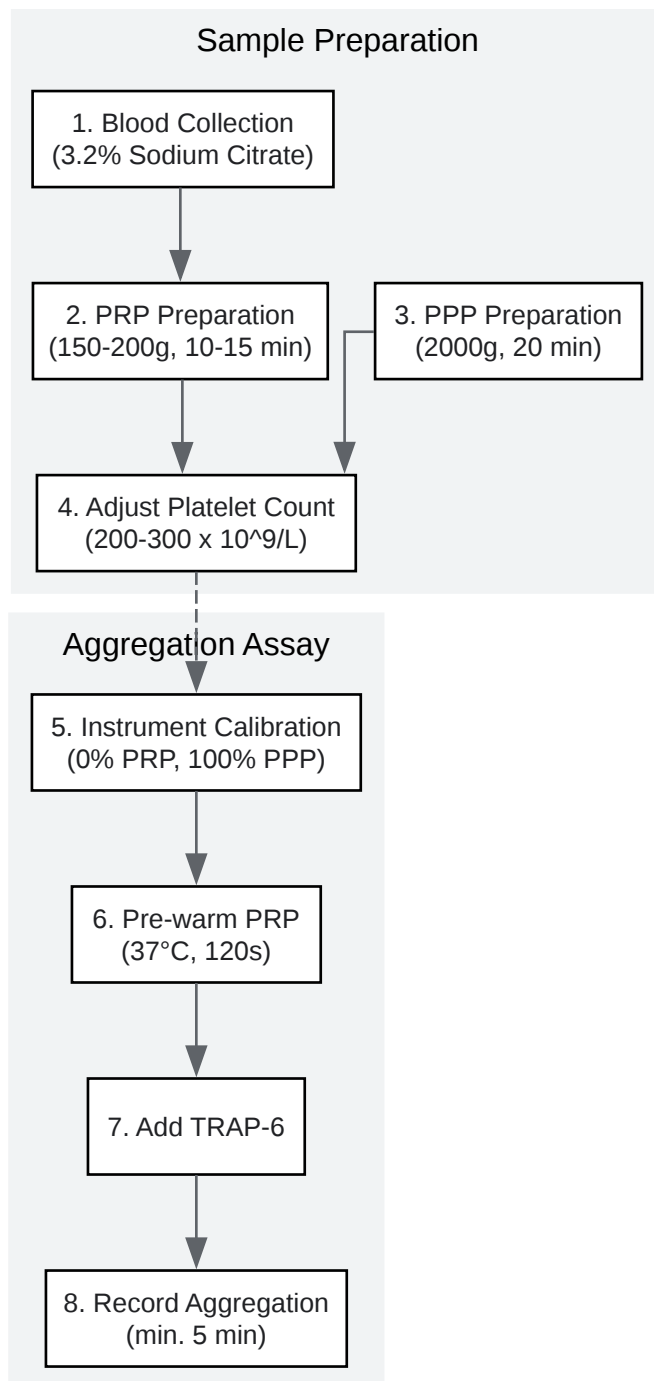 Sample Preparation
1. Blood Collection
(3.2% Sodium Citrate)
2. PRP Preparation
(150-200g, 10-15 min)
3. PPP Preparation
(2000g, 20 min)
4. Adjust Platelet Count
(200-300 x 10^9/L)
Aggregation Assay
5. Instrument Calibration
(0% PRP, 100% PPP)
6. Pre-warm PRP
(37°C, 120s)
7. Add TRAP-6
8. Record Aggregation
(min. 5 min)